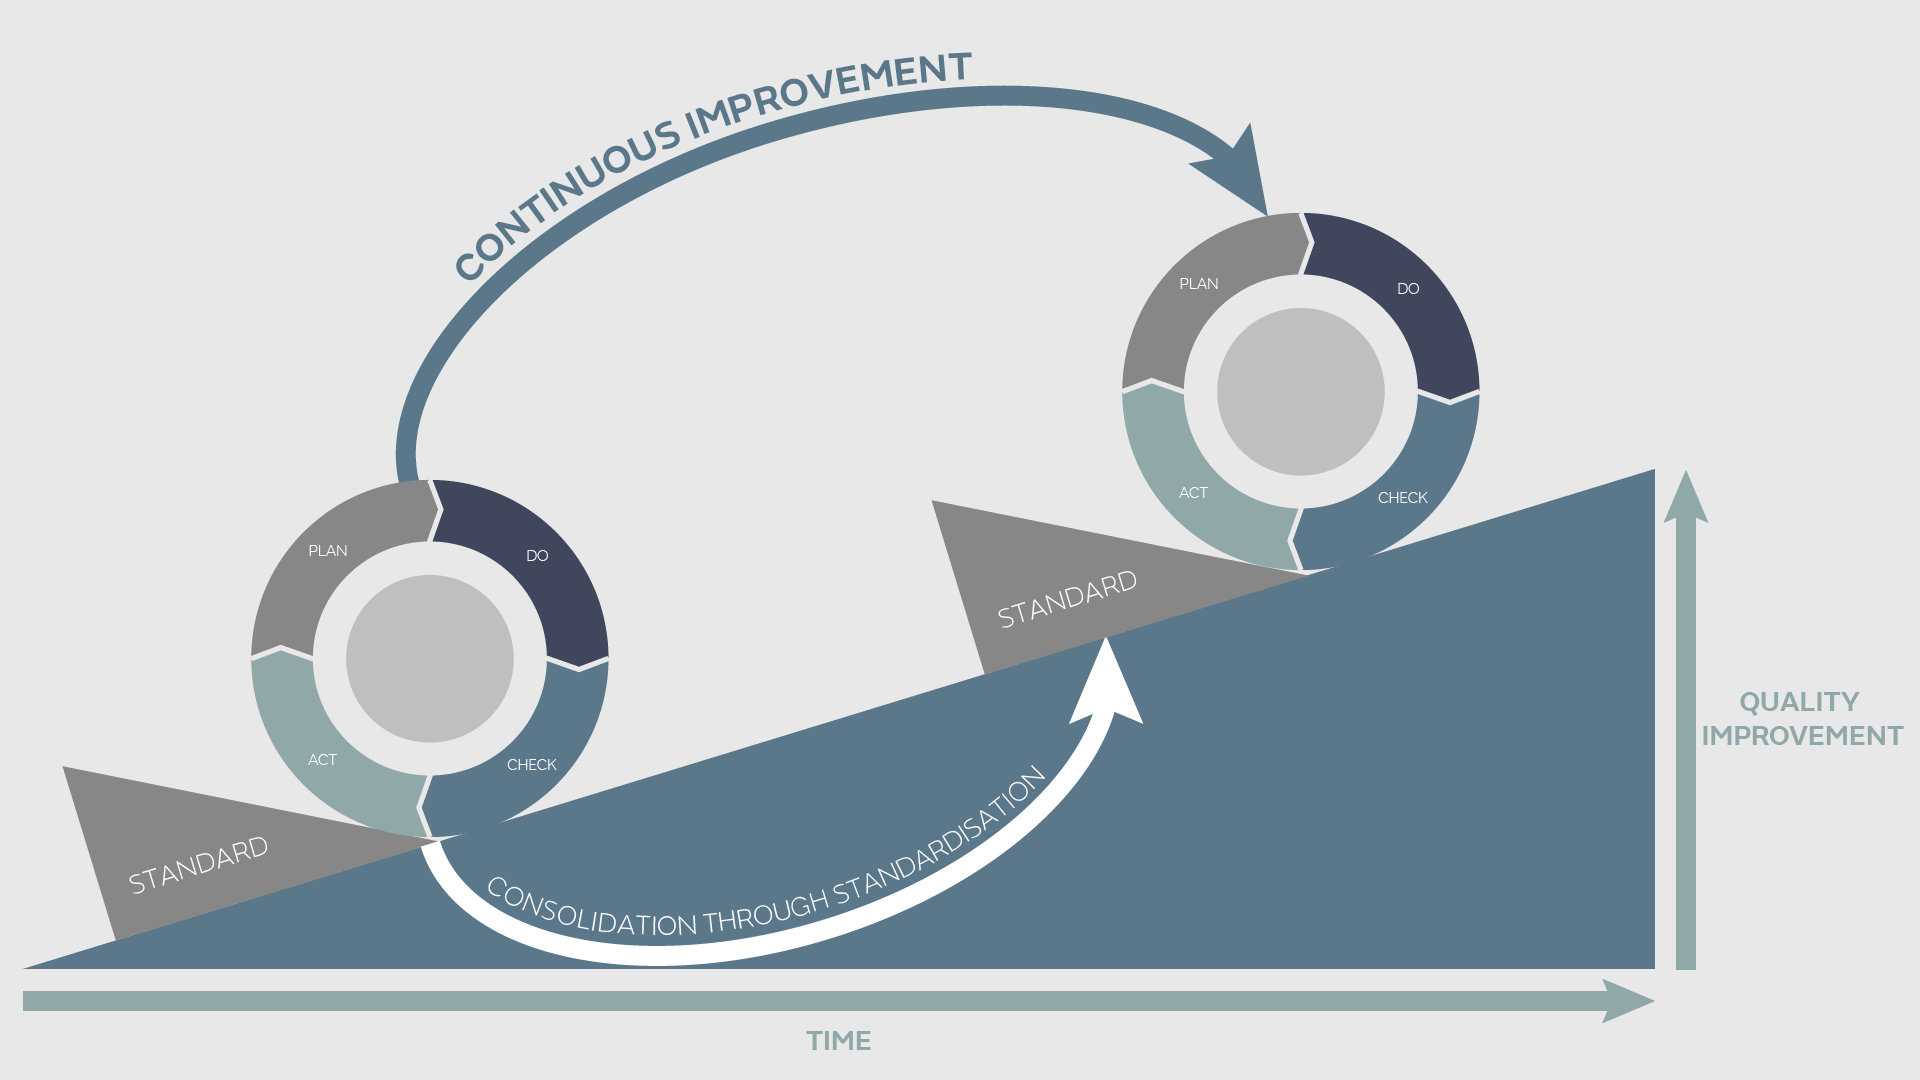 CONTINUOUS IMPROVEMENT
PLAN
DO
ACT
CHECK
STANDARD
PLAN
DO
ACT
CHECK
STANDARD
CONSOLIDATION THROUGH STANDARDISATION
QUALITY
IMPROVEMENT
TIME